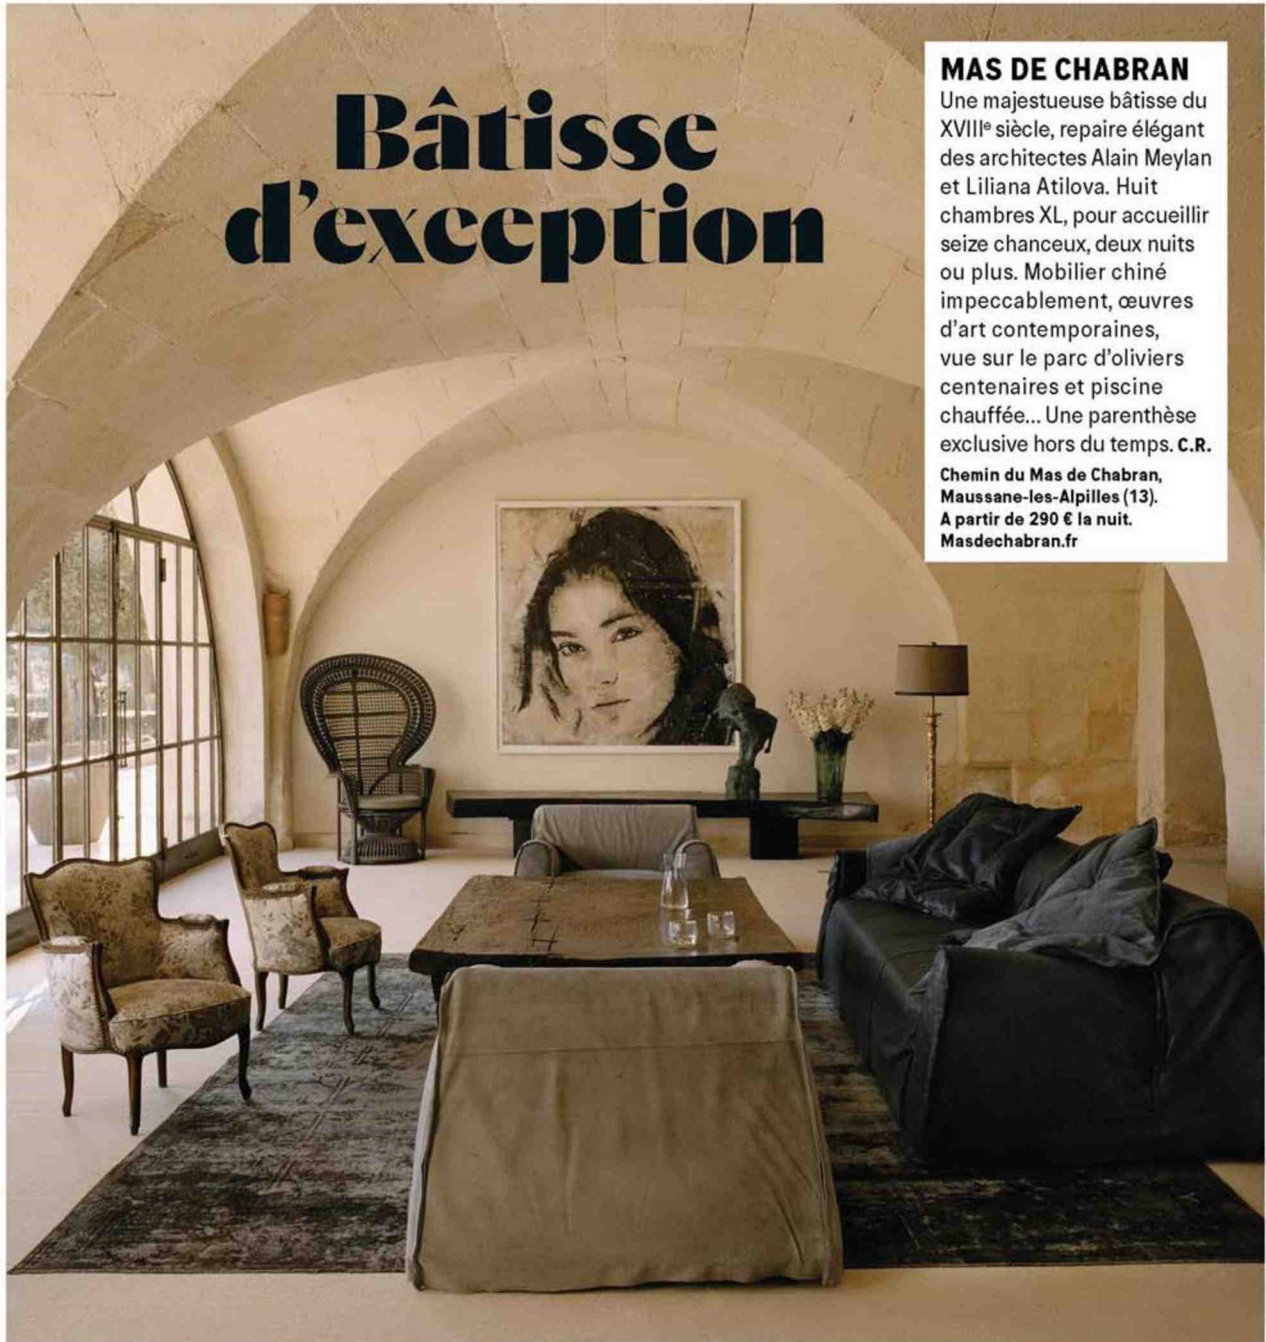 Bâtisse
d'exception
MAS DE CHABRAN
Une majestueuse bâtisse du
XVIIIᵉ siècle, repaire élégant
des architectes Alain Meylan
et Liliana Atilova. Huit
chambres XL, pour accueillir
seize chanceux, deux nuits
ou plus. Mobilier chiné
impeccablement, œuvres
d'art contemporaines,
vue sur le parc d'oliviers
centenaires et piscine
chauffée... Une parenthèse
exclusive hors du temps. C.R.
Chemin du Mas de Chabran,
Maussane-les-Alpilles (13).
A partir de 290 € la nuit.
Masdechabran.fr